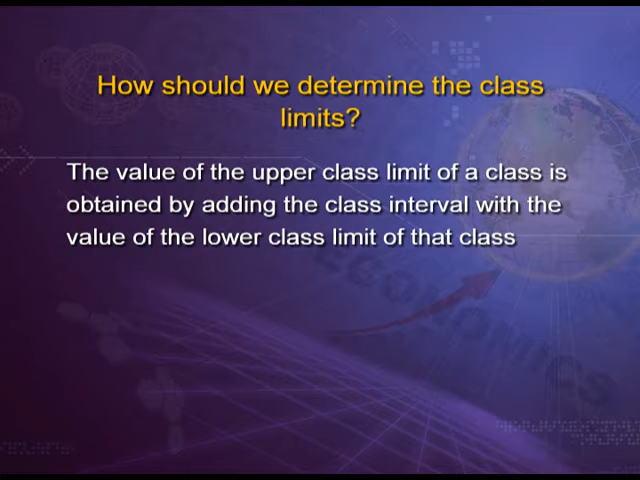 How should we determine the class
limits?
The value of the upper class limit of a class is
obtained by adding the class interval with the
value of the lower class limit of that class
ECONOMICS